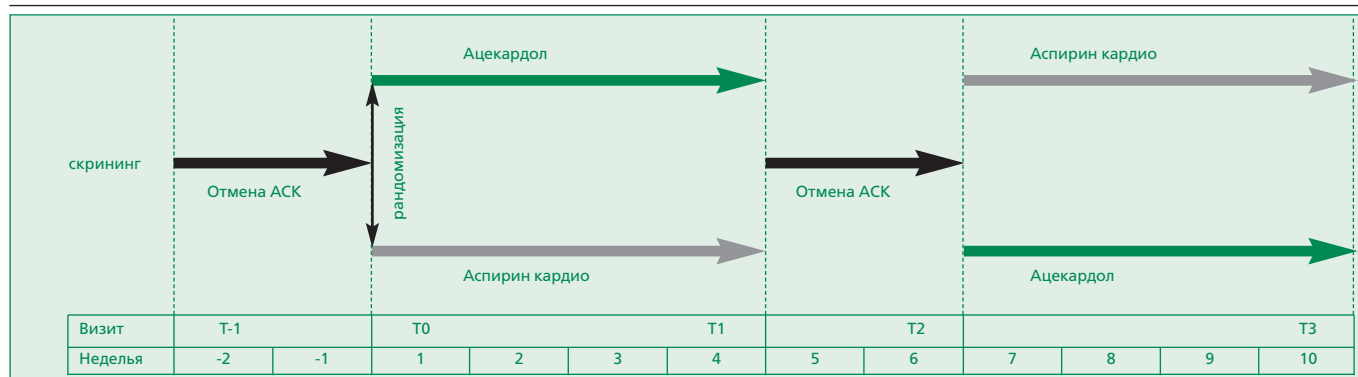 Ацекардол
Аспирин кардио
скрининг
рандомизация
Отмена АСК
Отмена АСК
Аспирин кардио
Ацекардол
Визит Т-1 Т0 Т1 Т2 Т3
Неделья -2 -1 1 2 3 4 5 6 7 8 9 10